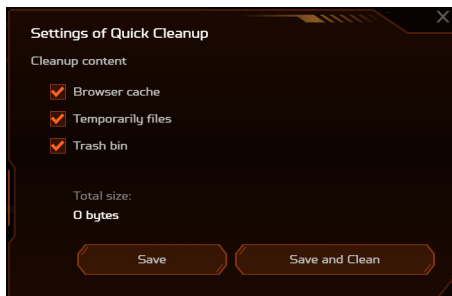 Settings of Quick Cleanup
Cleanup content
Browser cache
Temporarily files
Trash bin
Total size:
0 bytes
Save
Save and Clean